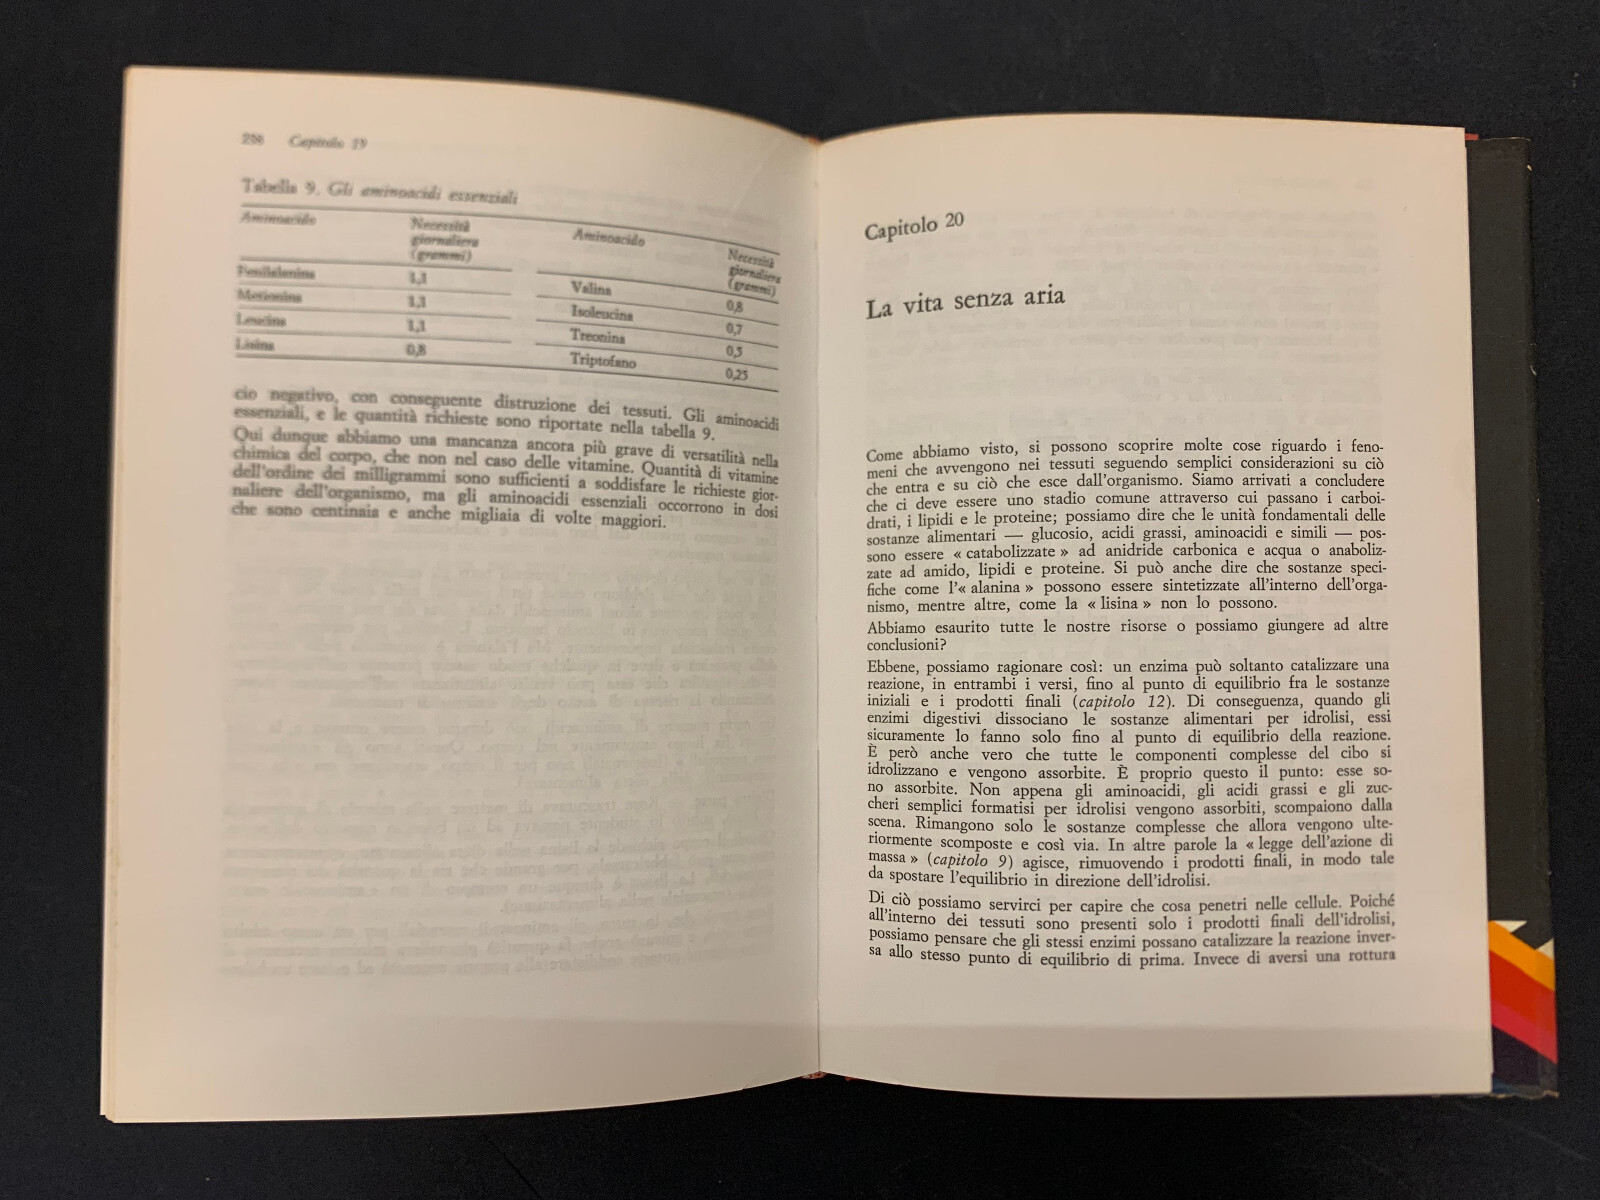 Capitolo 19
Tabella 9. Gli aminoacidi essenziali
Aminoacido Necessità giornaliera (grammi) Aminoacido Necessità giornaliera (grammi)
Fenilalanina 1,1 Valina 0,8
Metionina 1,1 Isoleucina 0,7
Leucina 1,1 Treonina 0,5
Lisina 0,8 Triptofano 0,25
cio negativo, con conseguente distruzione dei tessuti. Gli aminoacidi
essenziali, e le quantità richieste sono riportate nella tabella 9.
Qui dunque abbiamo una mancanza ancora più grave di versatilità nella
chimica del corpo, che non nel caso delle vitamine. Quantità di vitamine
dell'ordine dei milligrammi sono sufficienti a soddisfare le richieste gior-
naliere dell'organismo, ma gli aminoacidi essenziali occorrono in dosi
che sono centinaia e anche migliaia di volte maggiori.
Capitolo 20
La vita senza aria
Come abbiamo visto, si possono scoprire molte cose riguardo i feno-
meni che avvengono nei tessuti seguendo semplici considerazioni su ciò
che entra e su ciò che esce dall'organismo. Siamo arrivati a concludere
che ci deve essere uno stadio comune attraverso cui passano i carboi-
drati, i lipidi e le proteine; possiamo dire che le unità fondamentali delle
sostanze alimentari — glucosio, acidi grassi, aminoacidi e simili — pos-
sono essere « catabolizzate » ad anidride carbonica e acqua o anaboliz-
zate ad amido, lipidi e proteine. Si può anche dire che sostanze speci-
fiche come l'« alanina » possono essere sintetizzate all'interno dell'orga-
nismo, mentre altre, come la « lisina » non lo possono.
Abbiamo esaurito tutte le nostre risorse o possiamo giungere ad altre
conclusioni?
Ebbene, possiamo ragionare così: un enzima può soltanto catalizzare una
reazione, in entrambi i versi, fino al punto di equilibrio fra le sostanze
iniziali e i prodotti finali (capitolo 12). Di conseguenza, quando gli
enzimi digestivi dissociano le sostanze alimentari per idrolisi, essi
sicuramente lo fanno solo fino al punto di equilibrio della reazione.
È però anche vero che tutte le componenti complesse del cibo si
idrolizzano e vengono assorbite. È proprio questo il punto: esse so-
no assorbite. Non appena gli aminoacidi, gli acidi grassi e gli zuc-
cheri semplici formatisi per idrolisi vengono assorbiti, scompaiono dalla
scena. Rimangono solo le sostanze complesse che allora vengono ulte-
riormente scomposte e così via. In altre parole la « legge dell'azione di
massa » (capitolo 9) agisce, rimuovendo i prodotti finali, in modo tale
da spostare l'equilibrio in direzione dell'idrolisi.
Di ciò possiamo servirci per capire che cosa penetri nelle cellule. Poiché
all'interno dei tessuti sono presenti solo i prodotti finali dell'idrolisi,
possiamo pensare che gli stessi enzimi possano catalizzare la reazione inver-
sa allo stesso punto di equilibrio di prima. Invece di aversi una rottura